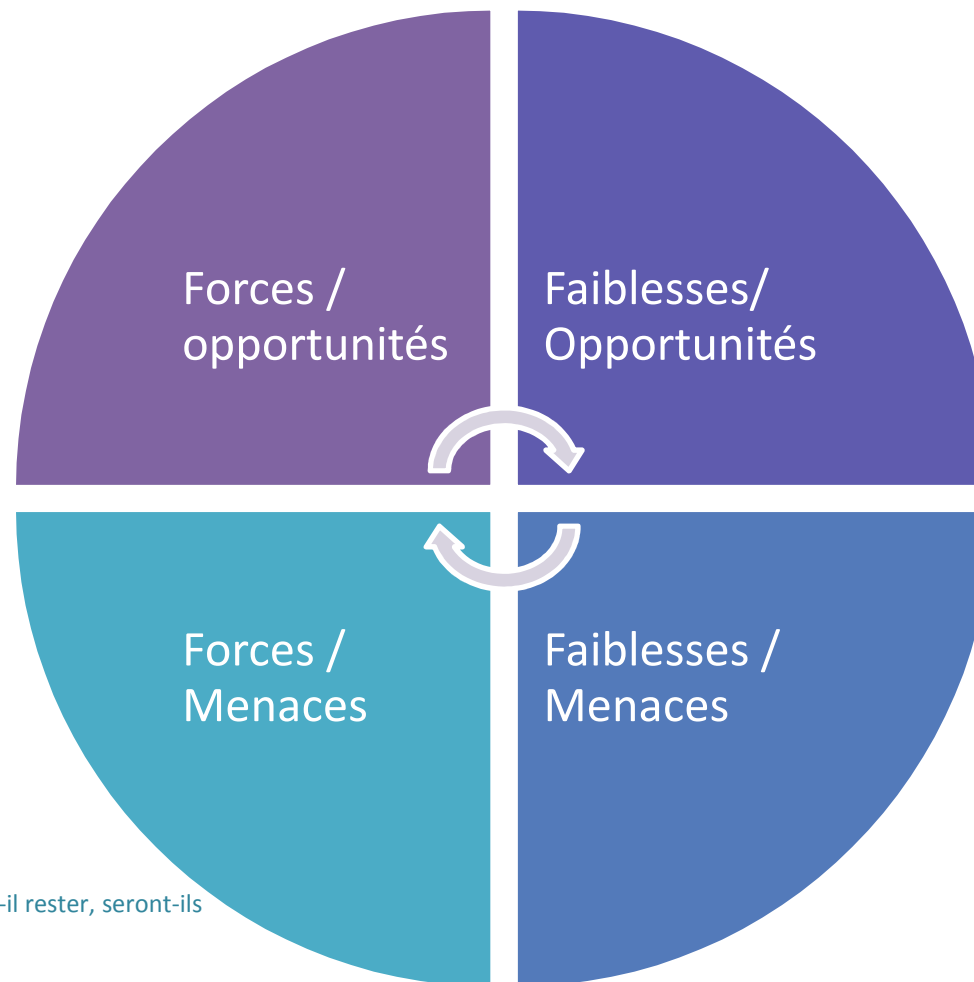 Forces /
opportunités
Faiblesses/
Opportunités
Forces /
Menaces
Faiblesses /
Menaces
-il rester, seront-ils